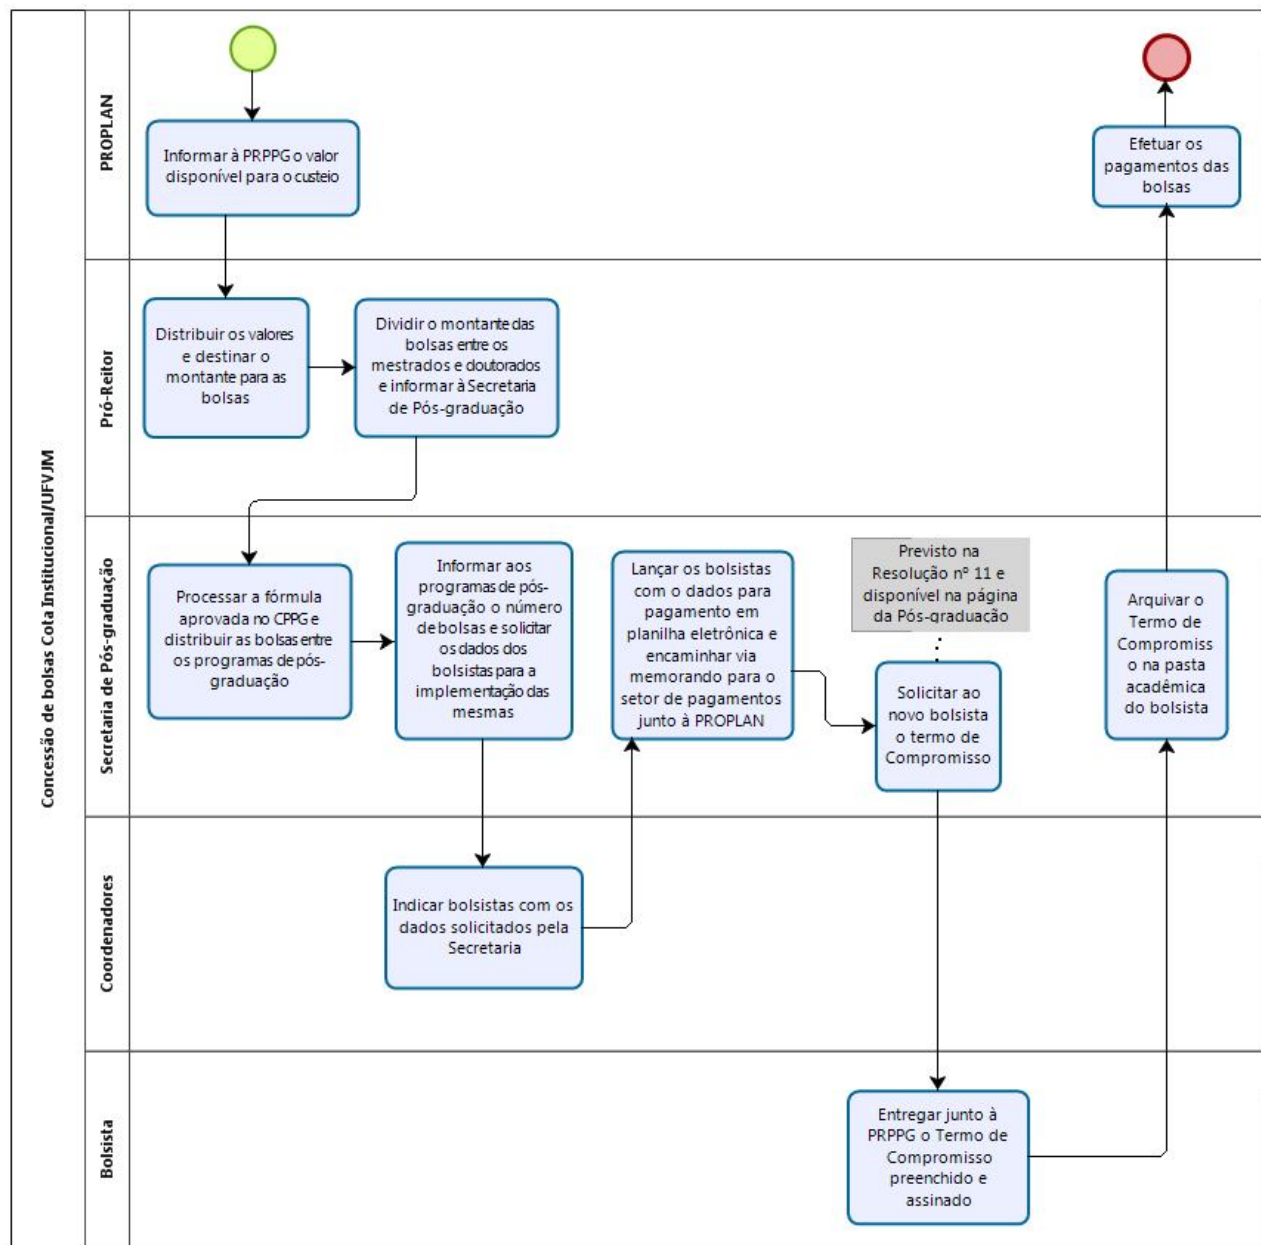 Concessão de bolsas Cota Institucional/UFVJM
PROPLAN
Informar à PRPPG o valor
disponível para o custeio
Efetuar os
pagamentos das
bolsas
Pró-Reitor
Distribuir os valores
e destinar o
montante para as
bolsas
Dividir o montante das
bolsas entre os
mestrados e doutorados
e informar à Secretaria
de Pós-graduação
Secretaria de Pós-graduação
Processar a fórmula
aprovada no CPPG e
distribuir as bolsas entre
os programas de pós-
graduação
Informar aos
programas de pós-
graduação o número
de bolsas e solicitar
os dados dos
bolsistas para a
implementação das
mesmas
Lançar os bolsistas
com o dados para
pagamento em
planilha eletrônica e
encaminhar via
memorando para o
setor de pagamentos
junto à PROPLAN
Previsto na
Resolução nº 11 e
disponível na página
da Pós-graduação
Solicitar ao
novo bolsista
o termo de
Compromisso
Arquivar o
Termo de
Compromiss
o na pasta
acadêmica
do bolsista
Coordenadores
Indicar bolsistas com os
dados solicitados pela
Secretaria
Bolsista
Entregar junto à
PRPPG o Termo de
Compromisso
preenchido e
assinado